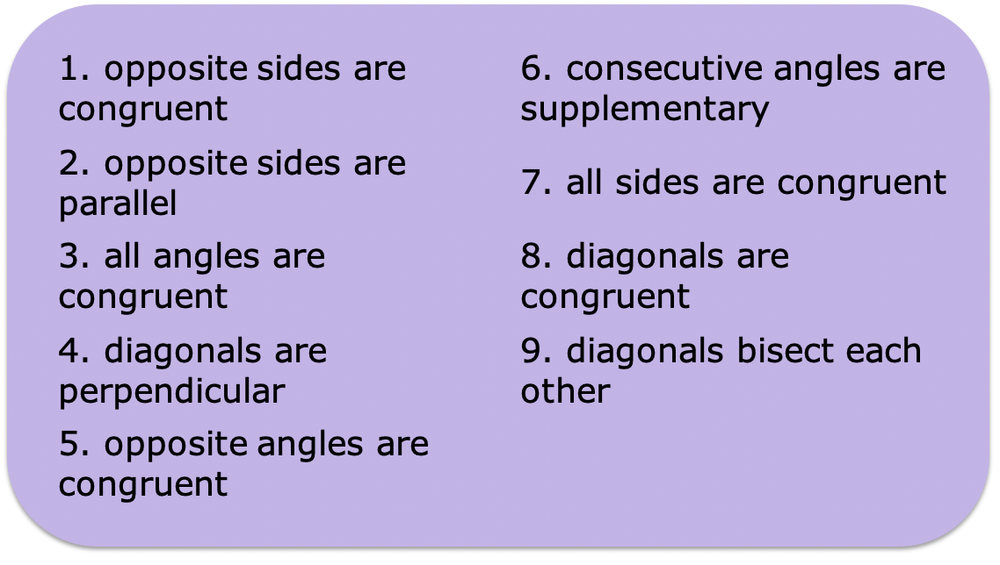 1. opposite sides are
congruent
2. opposite sides are
parallel
3. all angles are
congruent
4. diagonals are
perpendicular
5. opposite angles are
congruent
6. consecutive angles are
supplementary
7. all sides are congruent
8. diagonals are
congruent
9. diagonals bisect each
other